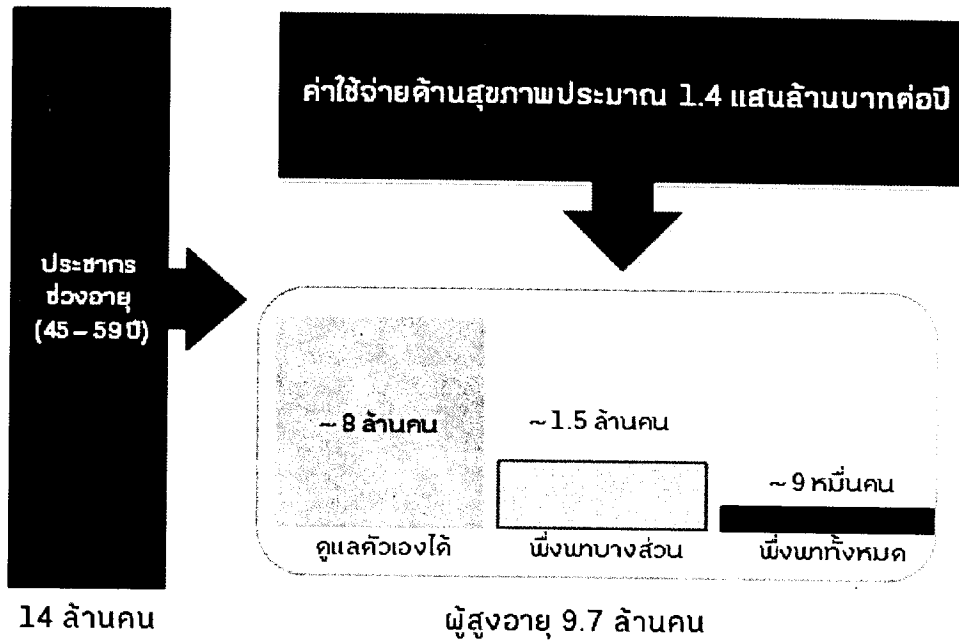 ค่าใช้จ่ายด้านสุขภาพประมาณ 1.4 แสนล้านบาทต่อปี
ประชากร
ช่วงอายุ
(45 – 59 ปี)
~ 8 ล้านคน
~ 1.5 ล้านคน
~ 9 หมื่นคน
ดูแลตัวเองได้
พึ่งพาบางส่วน
พึ่งพาทั้งหมด
14 ล้านคน
ผู้สูงอายุ 9.7 ล้านคน